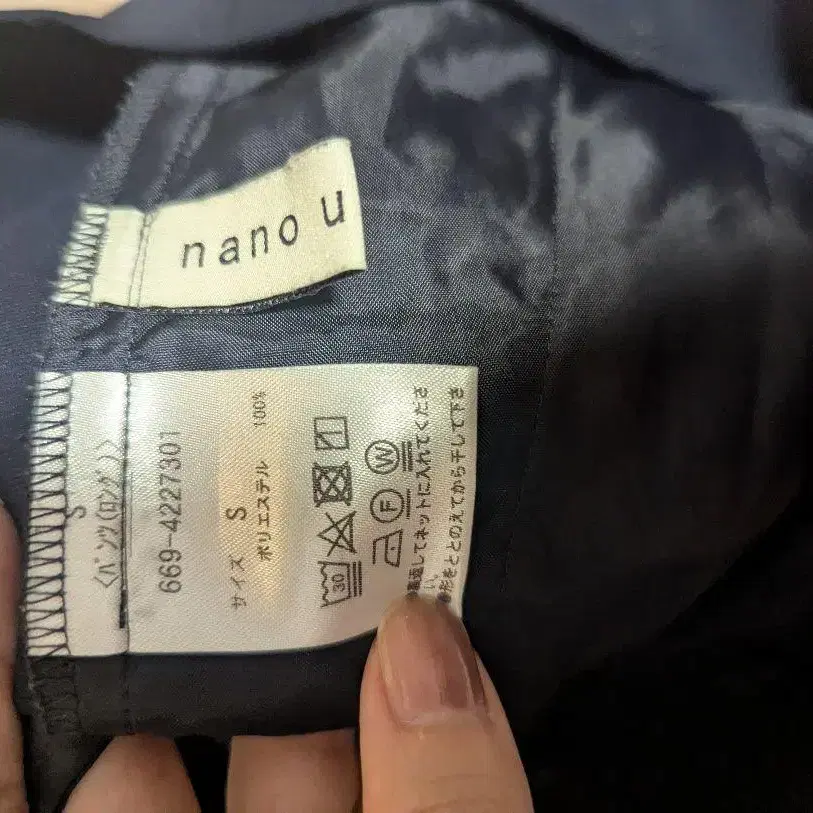 nano u
S
〈パンツ(ロング)〉
669-4227301
サイズ S
ポリエステル 100%
30
F
W
裏返してネットに入れてくださ
い。
形をととのえてから干して下さ